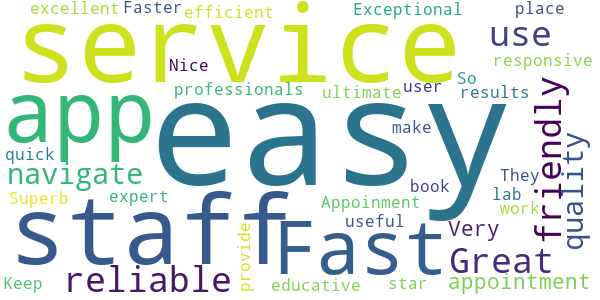 excellent Faster efficient Exceptional place
service use
Nice responsive
app professionals ultimate user So results
easy
quick make friendly quality
navigate They
Superb expert book lab work
staff Appoinment
Fast useful Very
provide Great
reliable appointment
Keep educative star